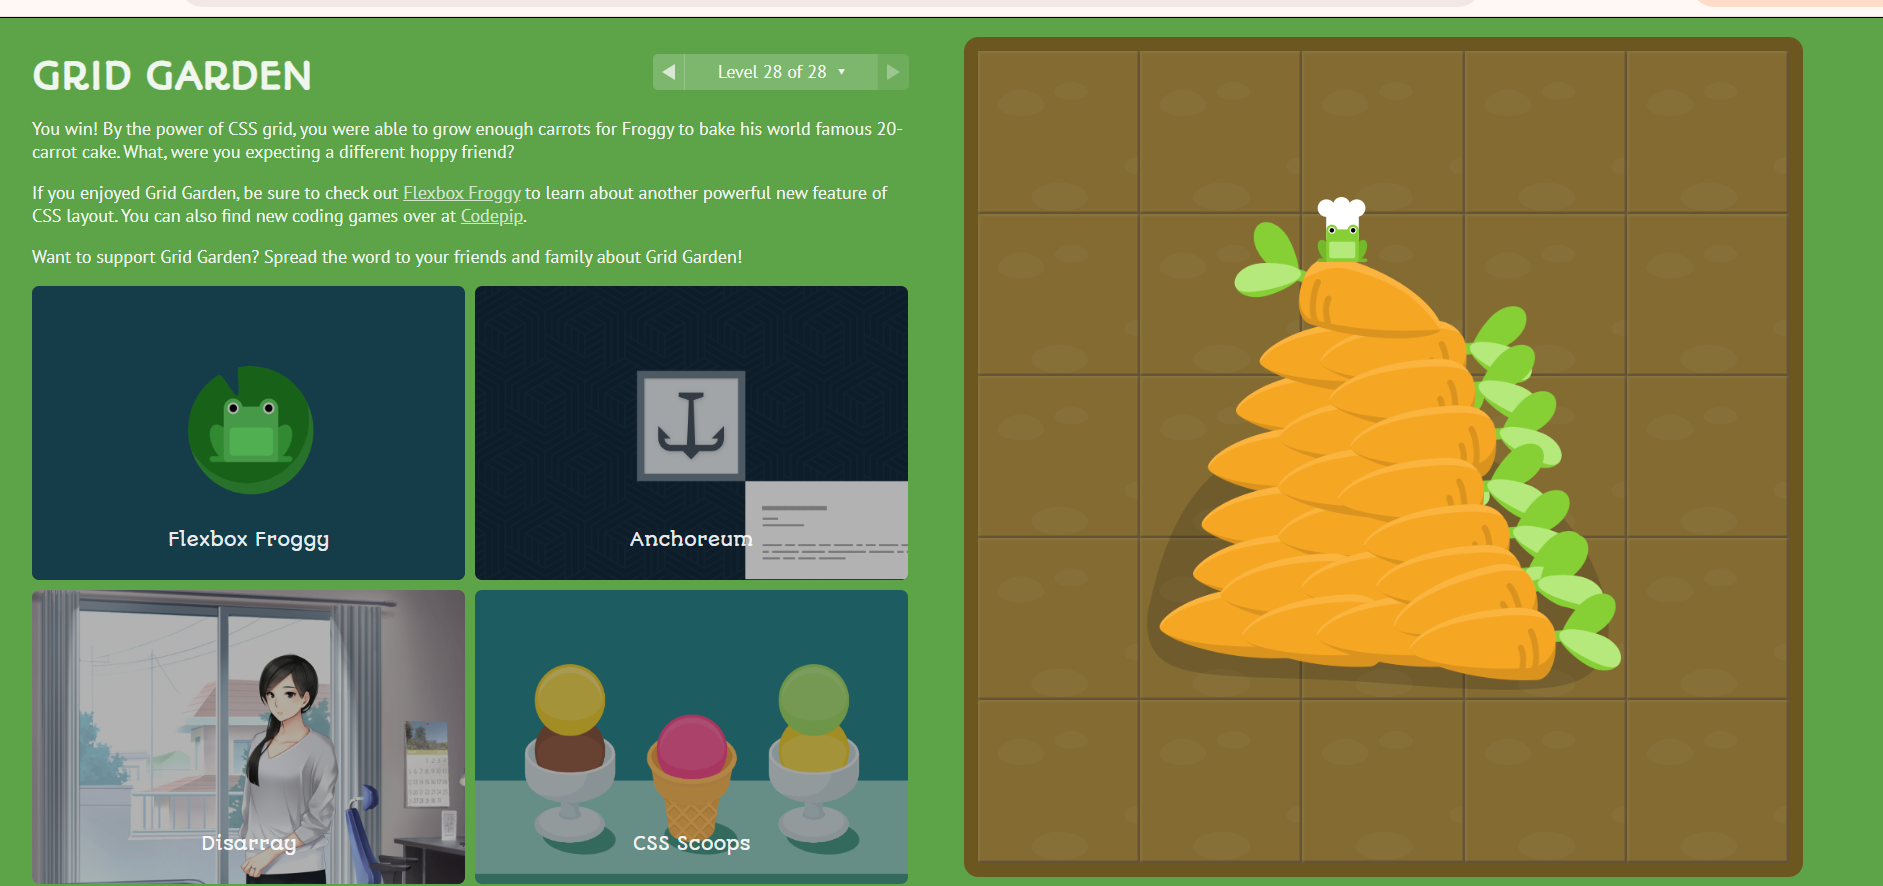 GRID GARDEN
Level 28 of 28
You win! By the power of CSS grid, you were able to grow enough carrots for Froggy to bake his world famous 20-
carrot cake. What, were you expecting a different hoppy friend?
If you enjoyed Grid Garden, be sure to check out Flexbox Froggy to learn about another powerful new feature of
CSS layout. You can also find new coding games over at Codepip.
Want to support Grid Garden? Spread the word to your friends and family about Grid Garden!
Flexbox Froggy
Anchoreum
Disarray
CSS Scoops